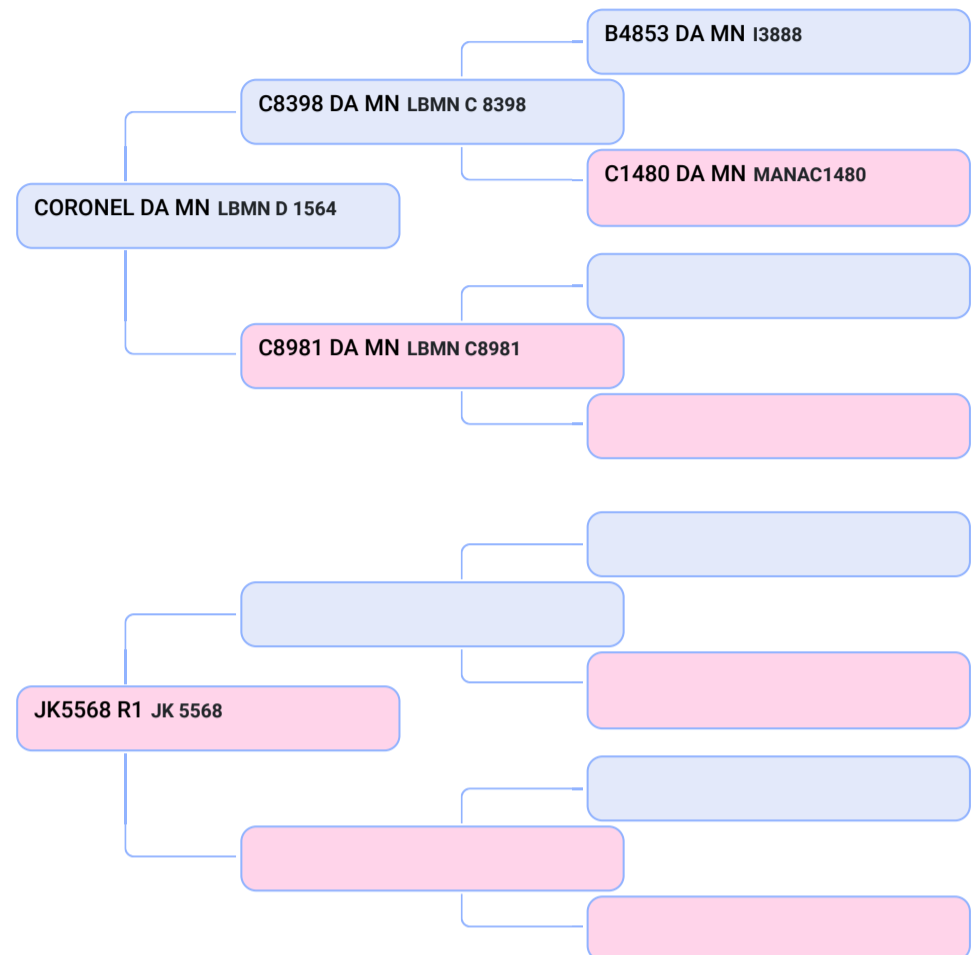 B4853 DA MN I3888
C8398 DA MN LBMN C 8398
C1480 DA MN MANAC1480
CORONEL DA MN LBMN D 1564
C8981 DA MN LBMN C8981
JK5568 R1 JK 5568